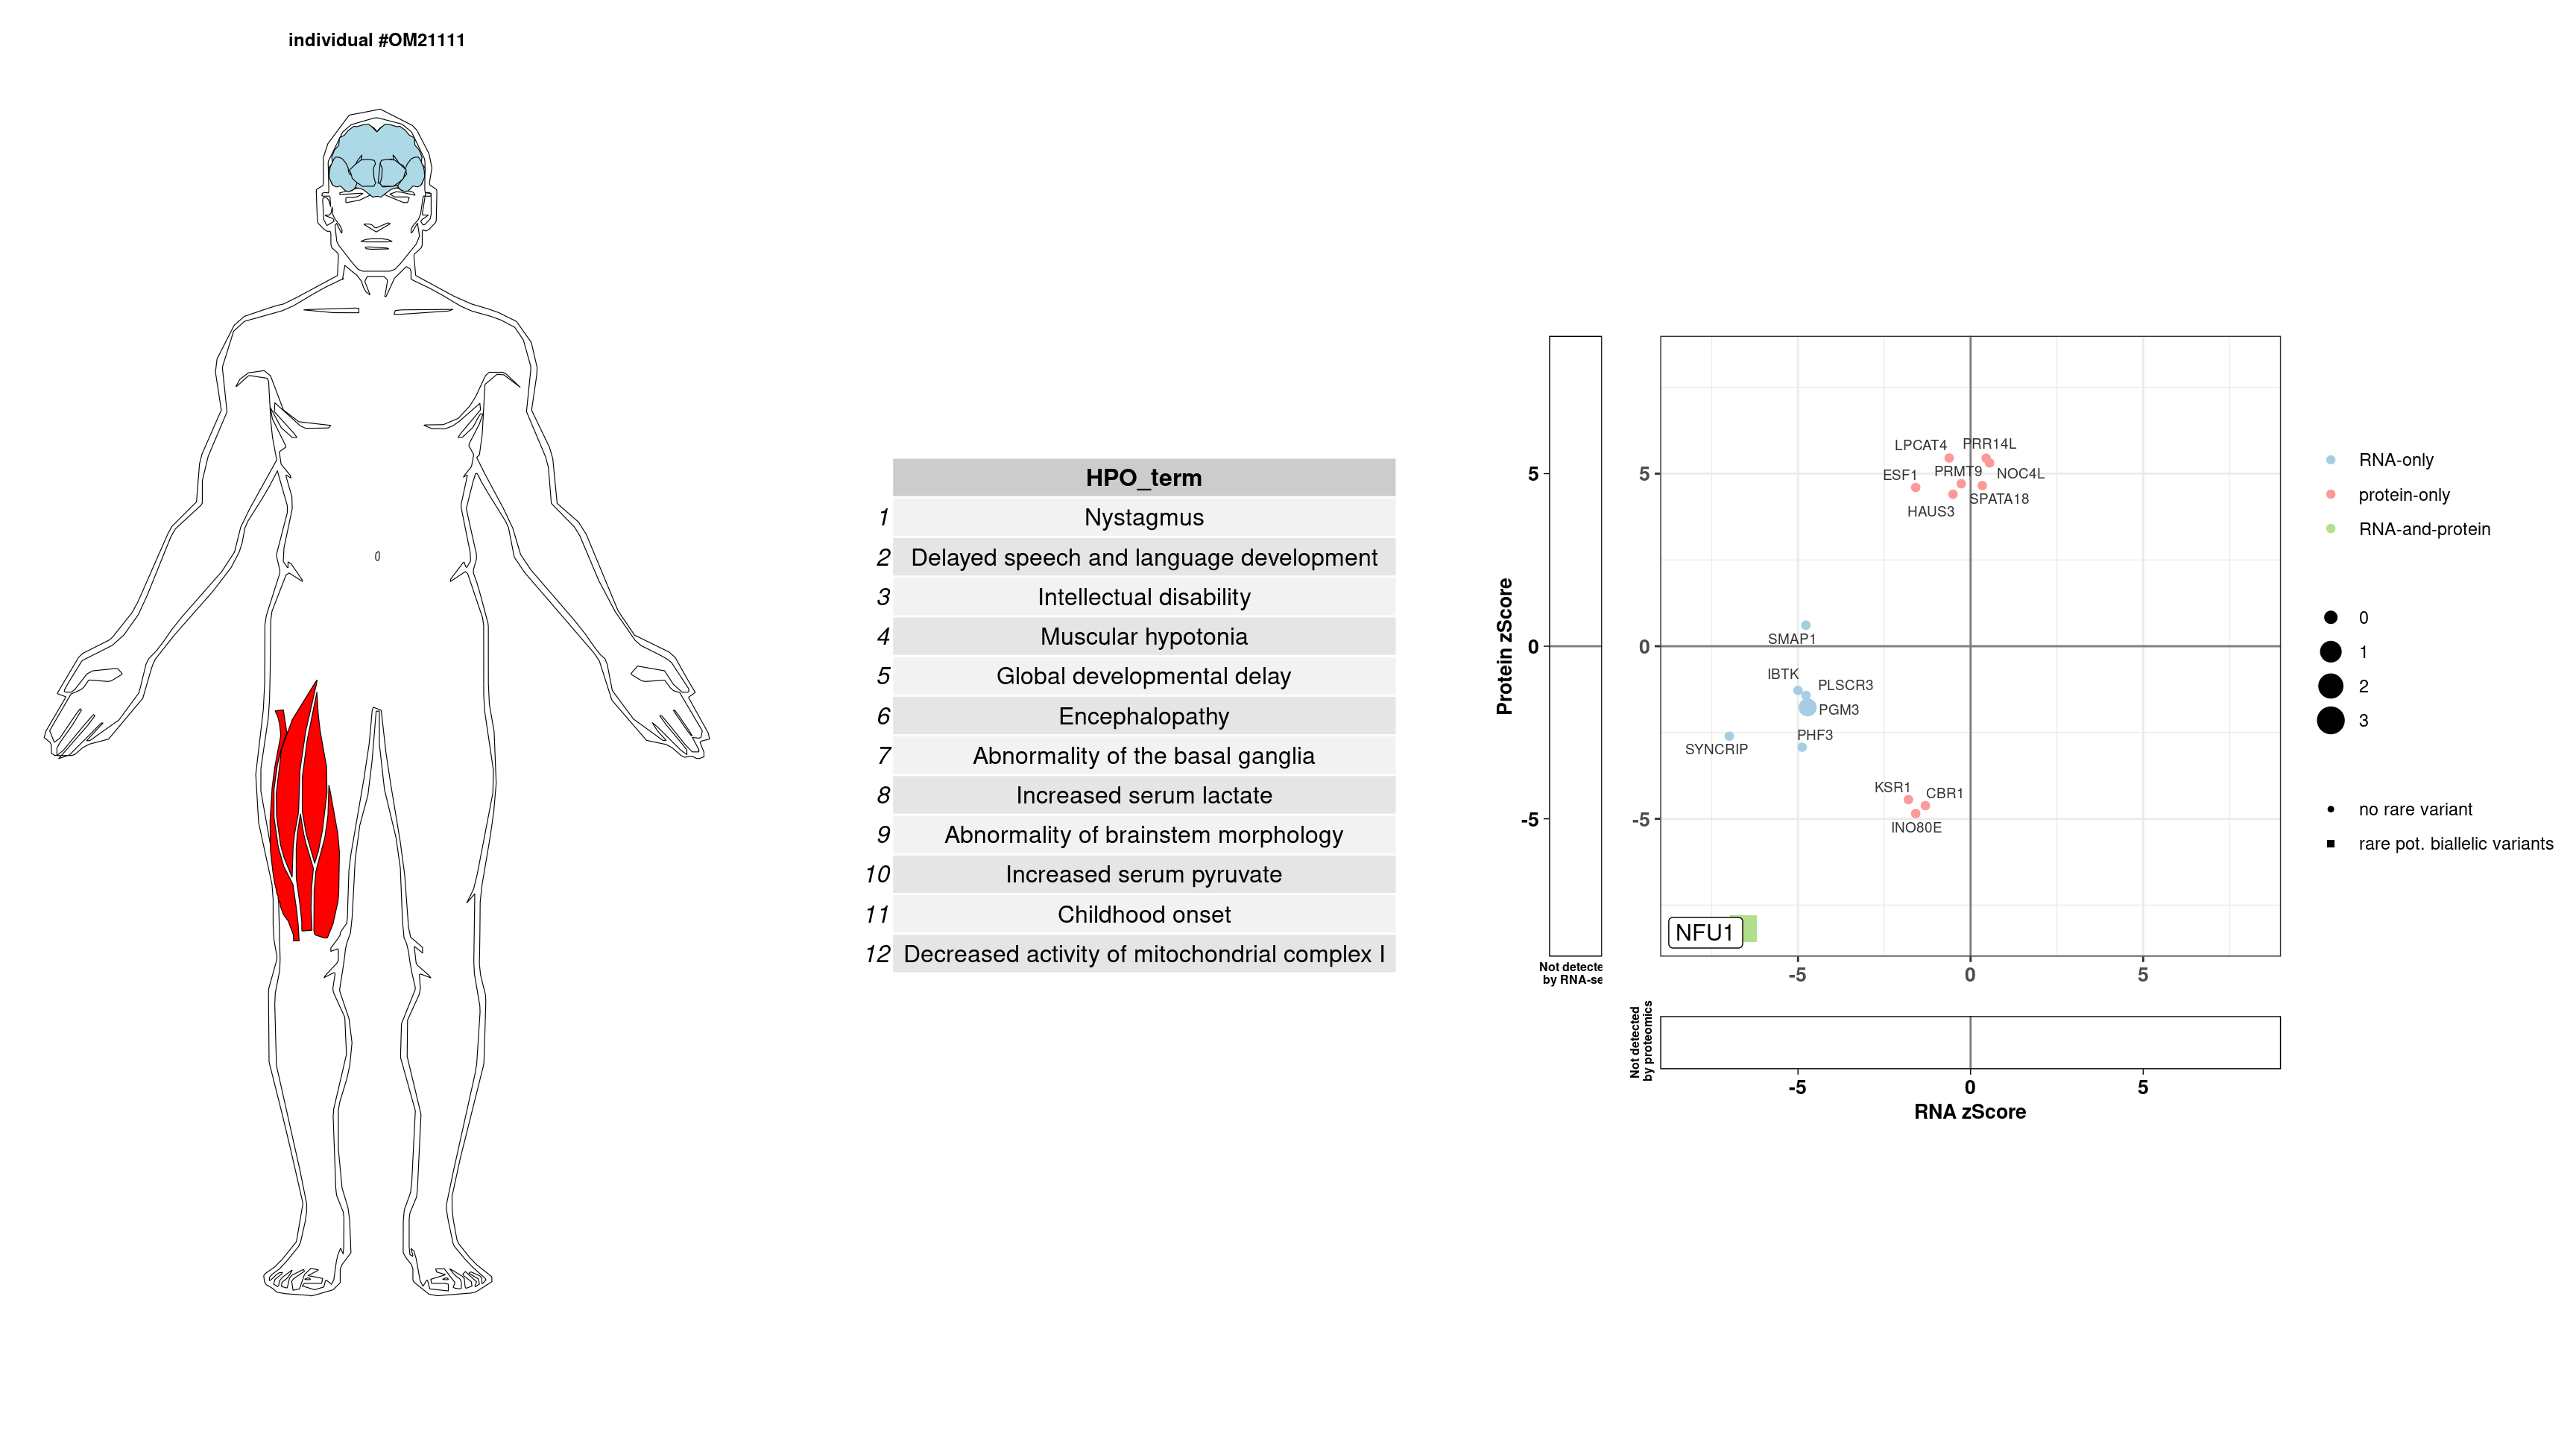 individual #OM21111
HPO_term
1 Nystagmus
2 Delayed speech and language development
3 Intellectual disability
4 Muscular hypotonia
5 Global developmental delay
6 Encephalopathy
7 Abnormality of the basal ganglia
8 Increased serum lactate
9 Abnormality of brainstem morphology
10 Increased serum pyruvate
11 Childhood onset
12 Decreased activity of mitochondrial complex I
Protein zScore
5
0
-5
Not detecte
by RNA-se
5
0
-5
LPCAT4
PRR14L
ESF1
PRMT9
NOC4L
SPATA18
HAUS3
SMAP1
IBTK
PLSCR3
PGM3
PHF3
SYNCRIP
KSR1
CBR1
INO80E
NFU1
-5 0 5
Not detected
by proteomics
-5 0 5
RNA zScore
RNA-only
protein-only
RNA-and-protein
0
1
2
3
no rare variant
rare pot. biallelic variants